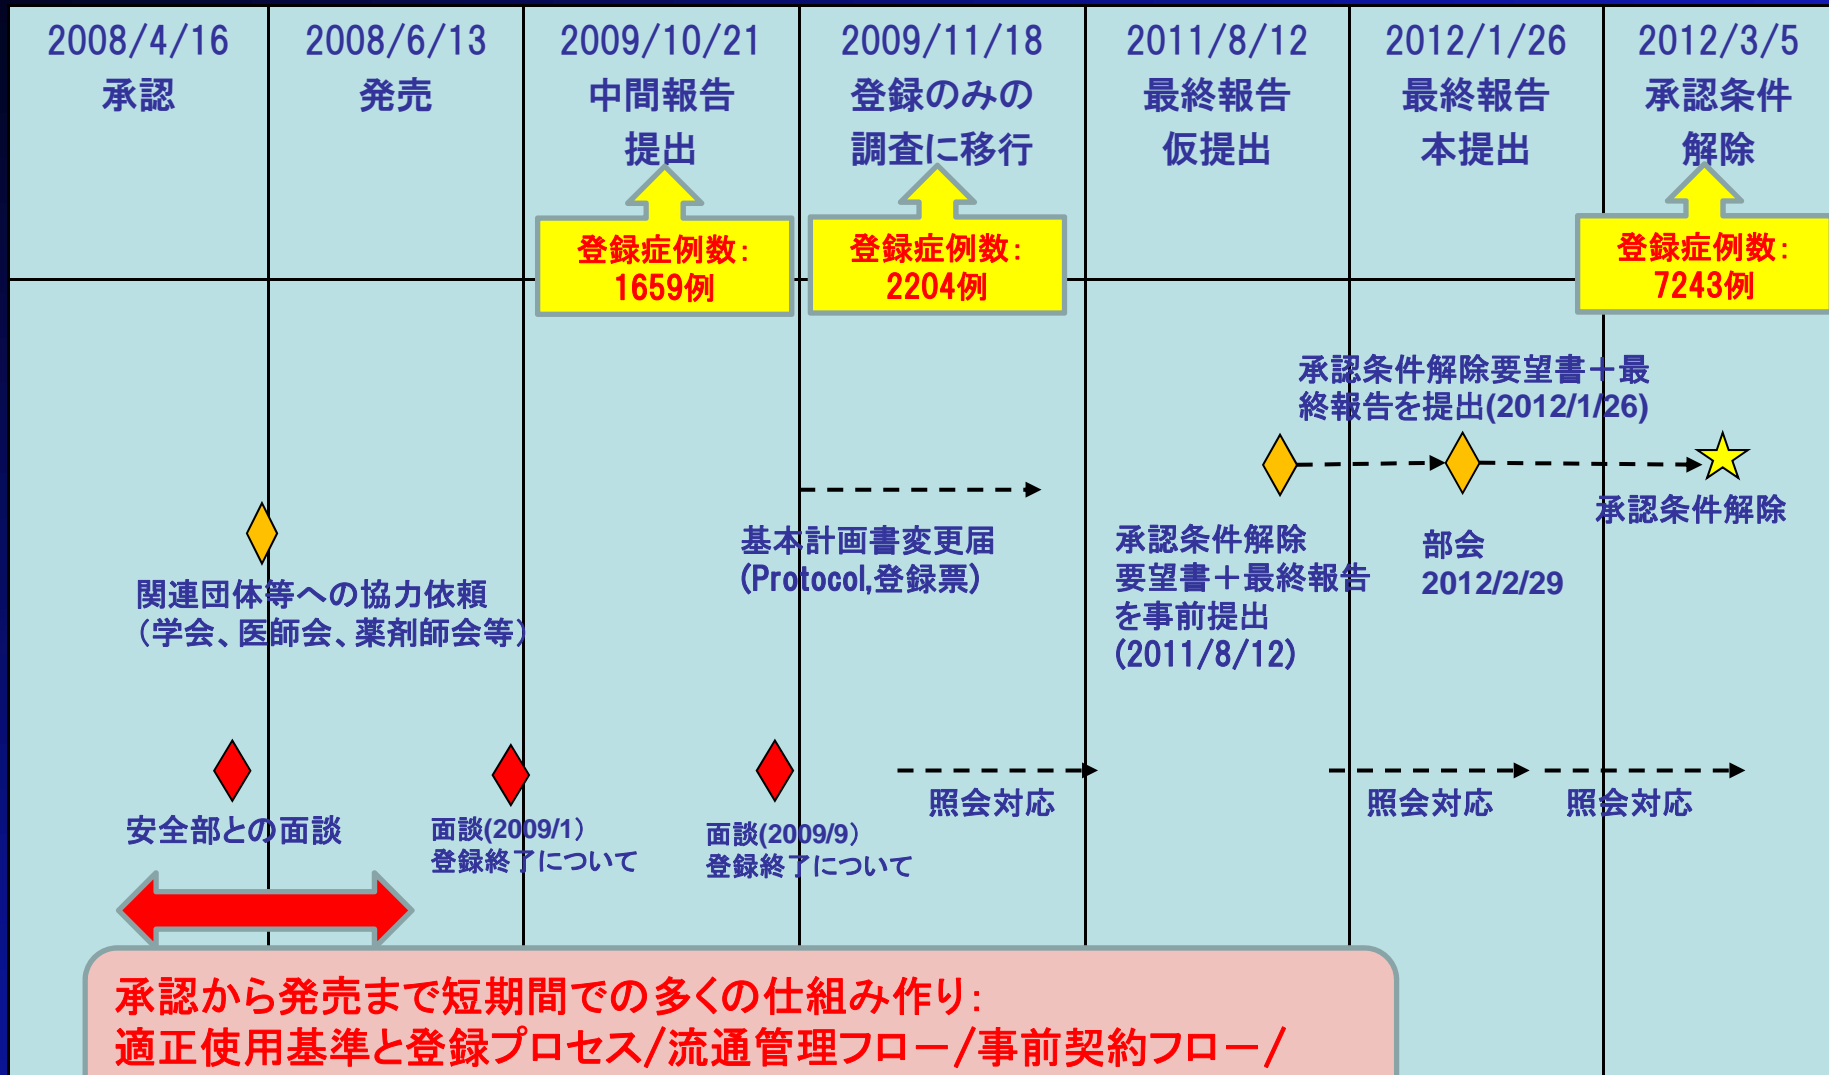 2008/4/16
承認
2008/6/13
発売
2009/10/21
中間報告
提出
2009/11/18
登録のみの
調査に移行
2011/8/12
最終報告
仮提出
2012/1/26
最終報告
本提出
2012/3/5
承認条件
解除
登録症例数:
1659例
登録症例数:
2204例
登録症例数:
7243例
承認条件解除要望書＋最
終報告を提出(2012/1/26)
承認条件解除
基本計画書変更届
(Protocol,登録票)
承認条件解除
要望書＋最終報告
を事前提出
(2011/8/12)
部会
2012/2/29
関連団体等への協力依頼
（学会、医師会、薬剤師会等）
安全部との面談
面談(2009/1)
登録終了について
面談(2009/9)
登録終了について
照会対応
照会対応
照会対応
承認から発売まで短期間での多くの仕組み作り:
適正使用基準と登録プロセス/流通管理フロー/事前契約フロー/